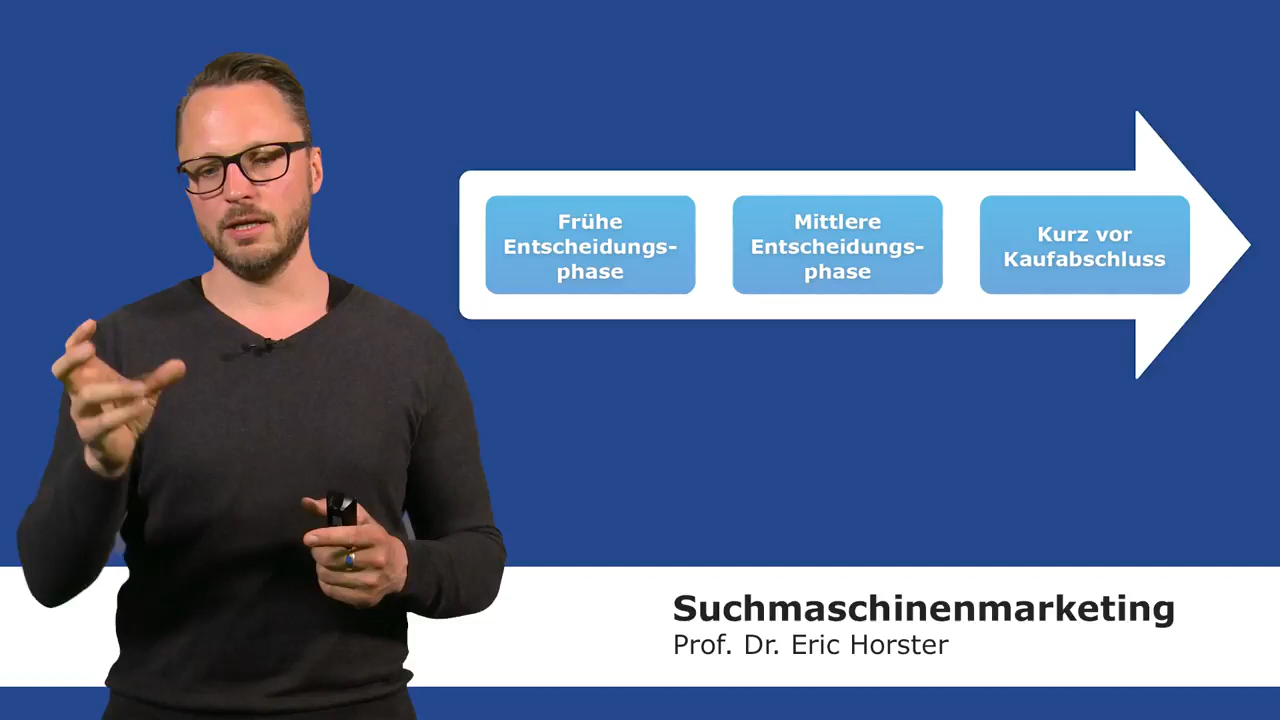 Frühe
Entscheidungs-
phase
Mittlere
Entscheidungs-
phase
Kurz vor
Kaufabschluss
Suchmaschinenmarketing
Prof. Dr. Eric Horster